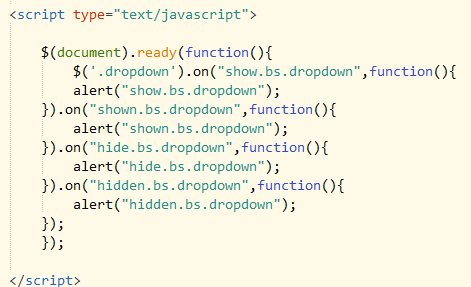 <script type="text/javascript">
$(document).ready(function(){
$('.dropdown').on("show.bs.dropdown",function(){
alert("show.bs.dropdown");
}).on("shown.bs.dropdown",function(){
alert("shown.bs.dropdown");
}).on("hide.bs.dropdown",function(){
alert("hide.bs.dropdown");
}).on("hidden.bs.dropdown",function(){
alert("hidden.bs.dropdown");
});
});
</script>